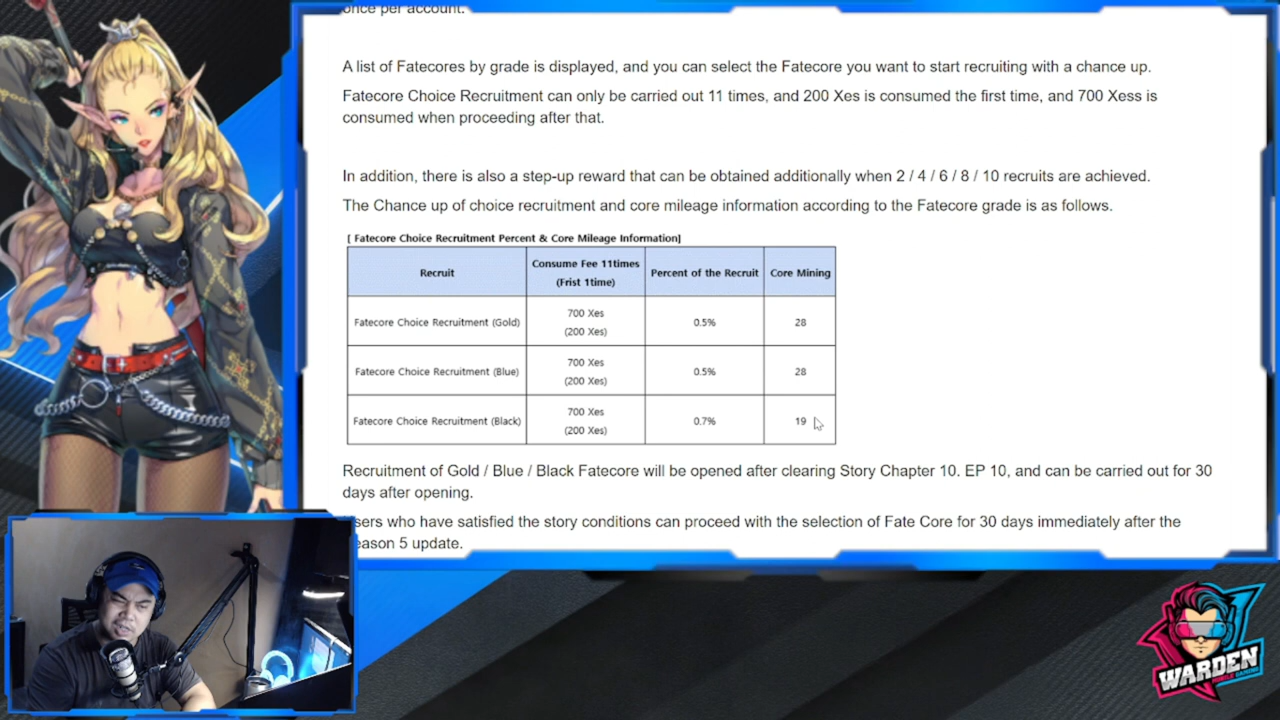 once per account.
A list of Fatecores by grade is displayed, and you can select the Fatecore you want to start recruiting with a chance up.
Fatecore Choice Recruitment can only be carried out 11 times, and 200 Xes is consumed the first time, and 700 Xess is
consumed when proceeding after that.
In addition, there is also a step-up reward that can be obtained additionally when 2 / 4 / 6 / 8 / 10 recruits are achieved.
The Chance up of choice recruitment and core mileage information according to the Fatecore grade is as follows.
[ Fatecore Choice Recruitment Percent & Core Mileage Information]
Recruit Consume Fee 11times (Frist 1time) Percent of the Recruit Core Mining
Fatecore Choice Recruitment (Gold) 700 Xes (200 Xes) 0.5% 28
Fatecore Choice Recruitment (Blue) 700 Xes (200 Xes) 0.5% 28
Fatecore Choice Recruitment (Black) 700 Xes (200 Xes) 0.7% 19
Recruitment of Gold / Blue / Black Fatecore will be opened after clearing Story Chapter 10. EP 10, and can be carried out for 30
days after opening.
sers who have satisfied the story conditions can proceed with the selection of Fate Core for 30 days immediately after the
eason 5 update.
WARDEN
MOBILE GAMING